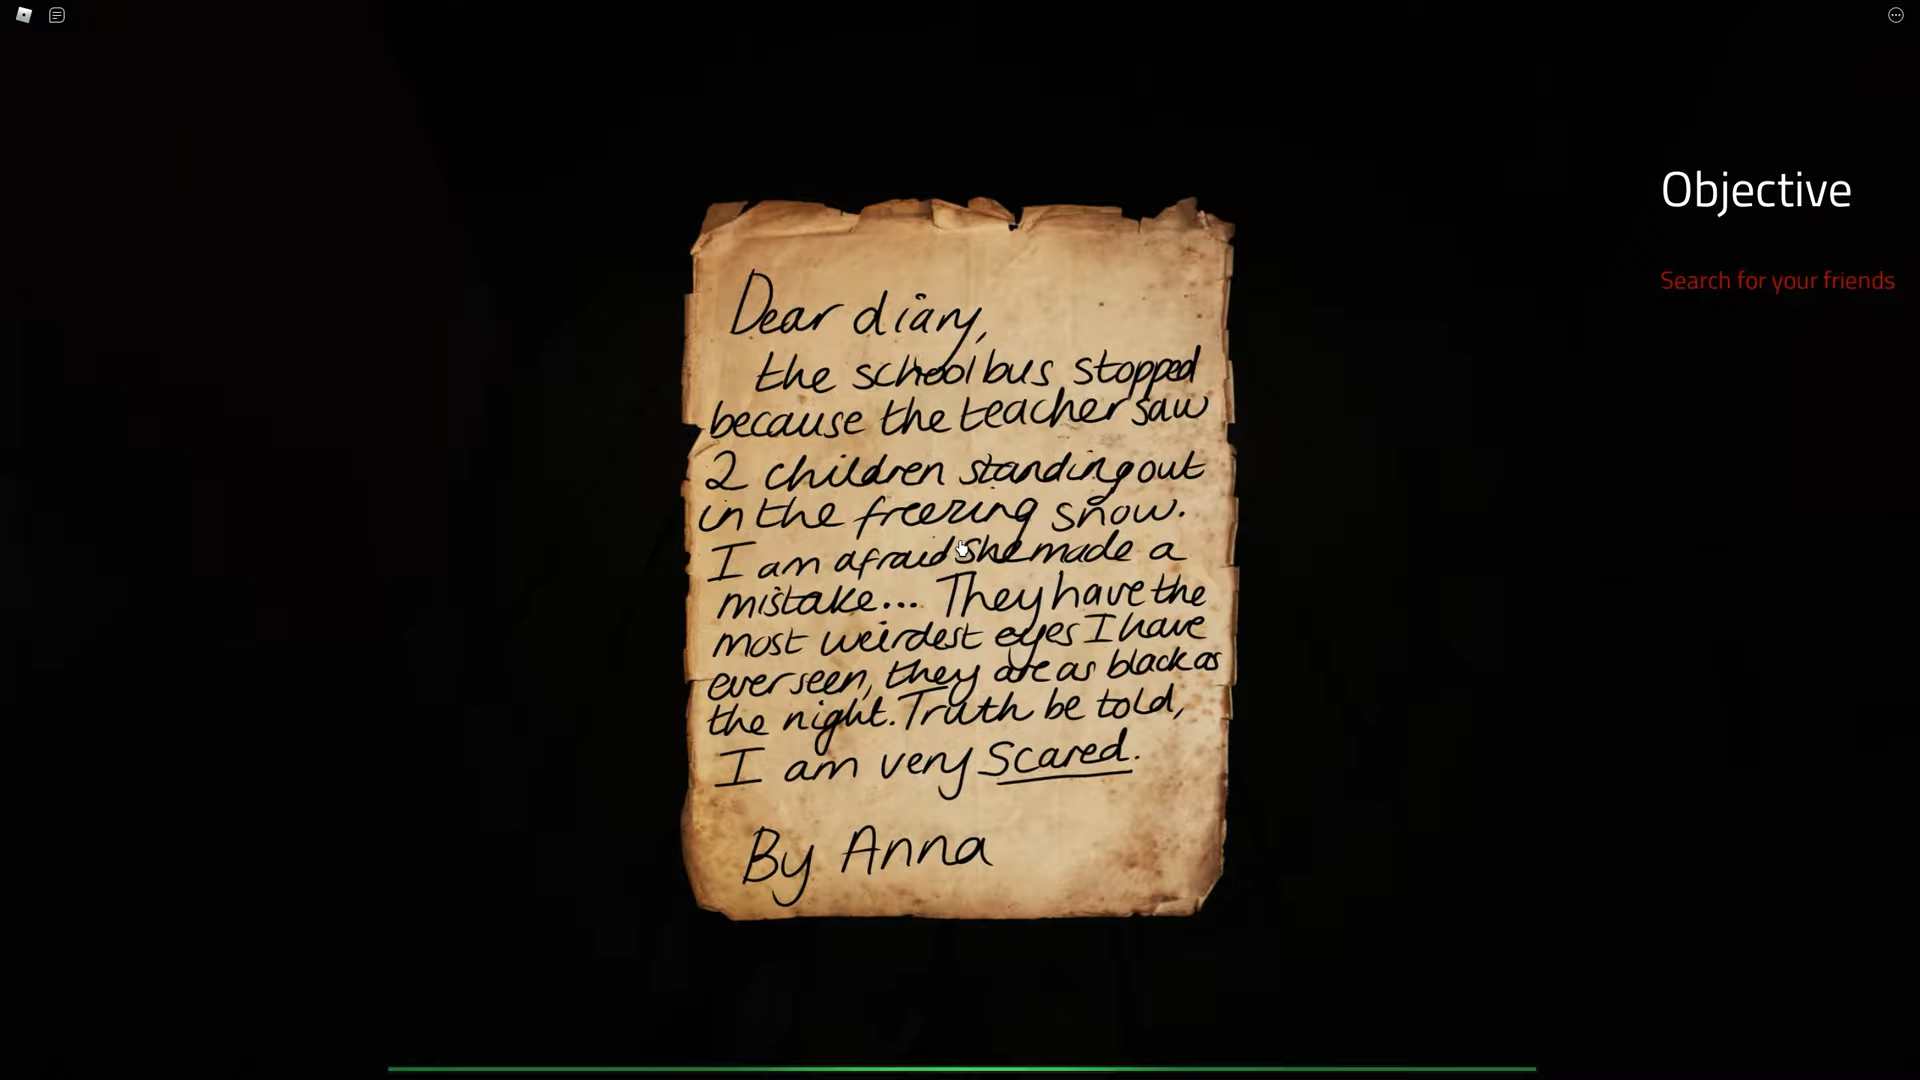 Objective
Search for your friends
Dear diary,
the school bus stopped
because the teacher saw
2 children standing out
in the freezing snow.
I am afraid she made a
mistake... They have the
most weirdest eyes I have
ever seen, they are as black as
the night. Truth be told,
I am very Scared.
By Anna